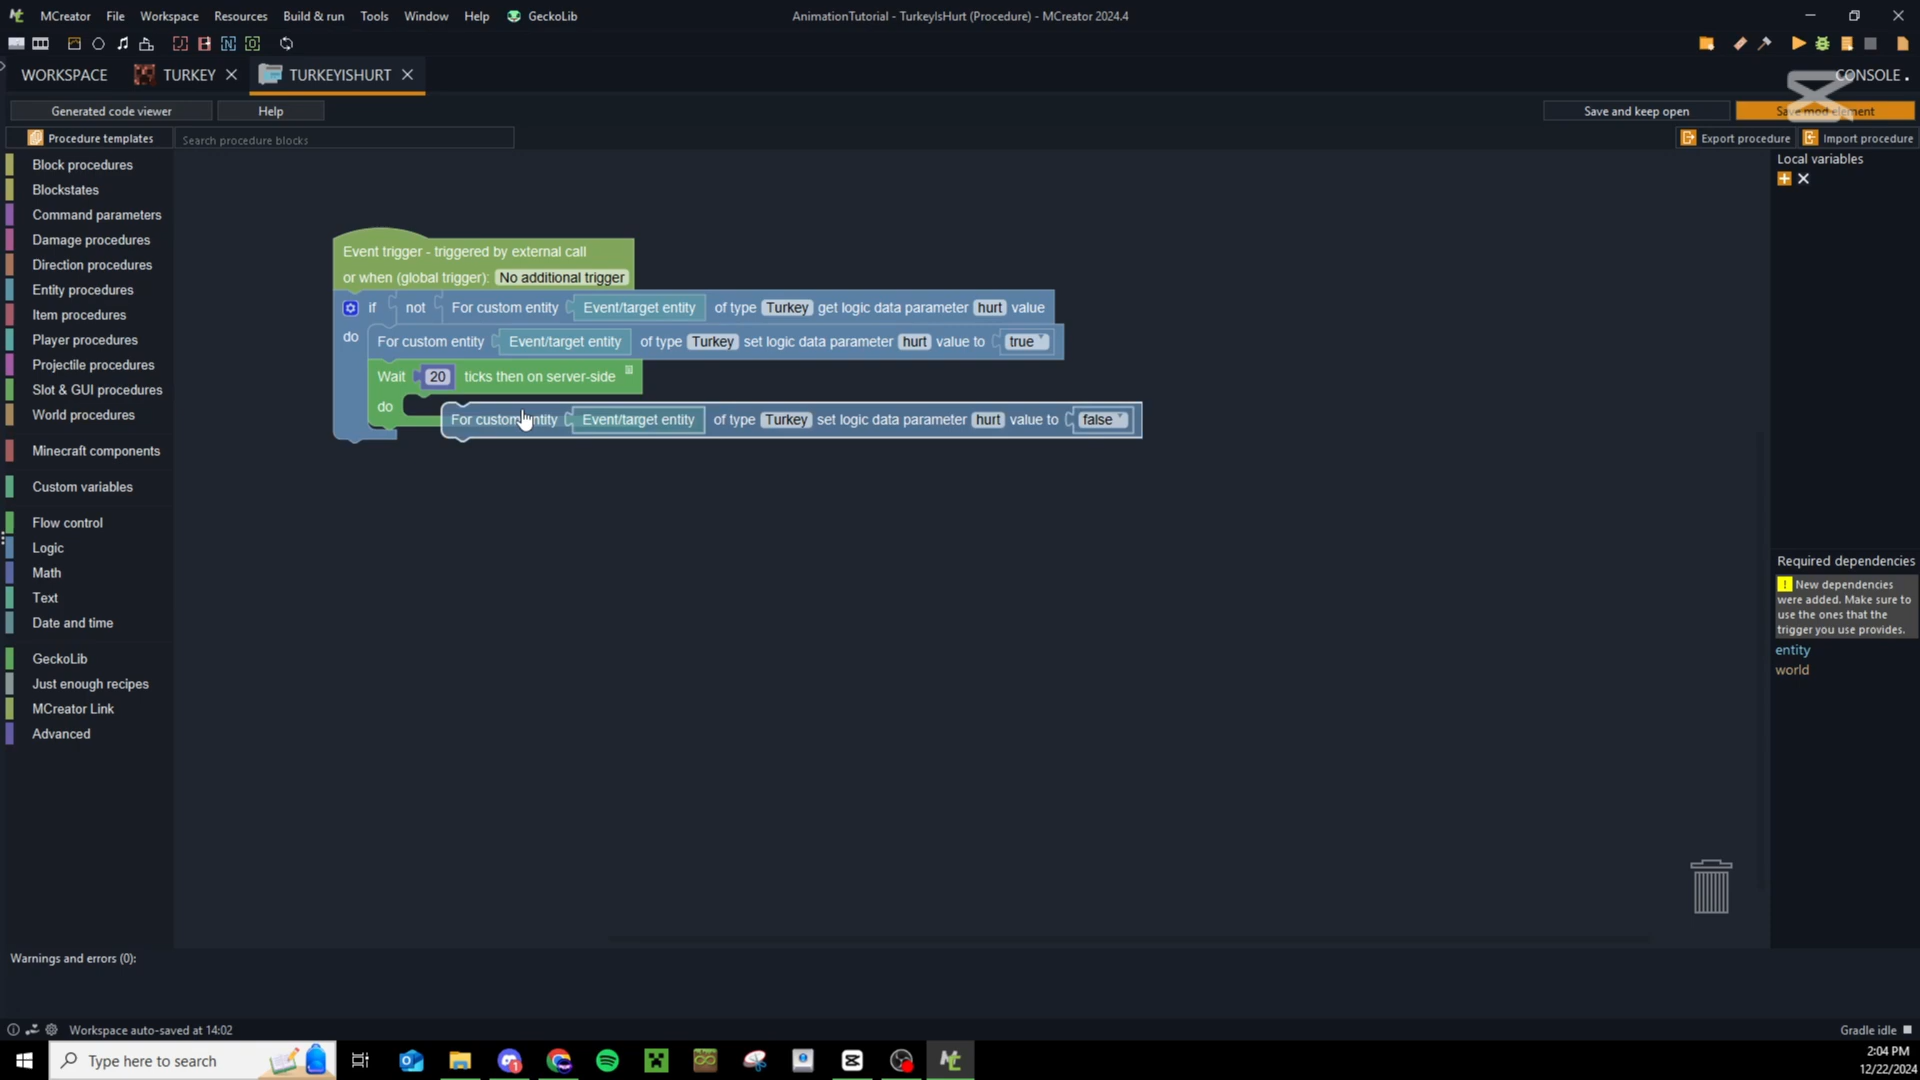 MCreator File Workspace Resources Build & run Tools Window Help GeckoLib AnimationTutorial - TurkeyIsHurt (Procedure) - MCreator 2024.4
WORKSPACE TURKEY TURKEYISHURT CONSOLE
Generated code viewer Help Save and keep open Save mod element
Procedure templates Search procedure blocks Export procedure Import procedure
Block procedures
Blockstates
Command parameters
Damage procedures
Direction procedures
Entity procedures
Item procedures
Player procedures
Projectile procedures
Slot & GUI procedures
World procedures
Minecraft components
Custom variables
Flow control
Logic
Math
Text
Date and time
GeckoLib
Just enough recipes
MCreator Link
Advanced
Event trigger - triggered by external call
or when (global trigger): No additional trigger
if not For custom entity Event/target entity of type Turkey get logic data parameter hurt value
do For custom entity Event/target entity of type Turkey set logic data parameter hurt value to true
Wait 20 ticks then on server-side
do
For custom entity Event/target entity of type Turkey set logic data parameter hurt value to false
Local variables
Required dependencies
! New dependencies
were added. Make sure to
use the ones that the
trigger you use provides.
entity
world
Warnings and errors (0):
Workspace auto-saved at 14:02 Gradle idle
Type here to search
2:04 PM
12/22/2024